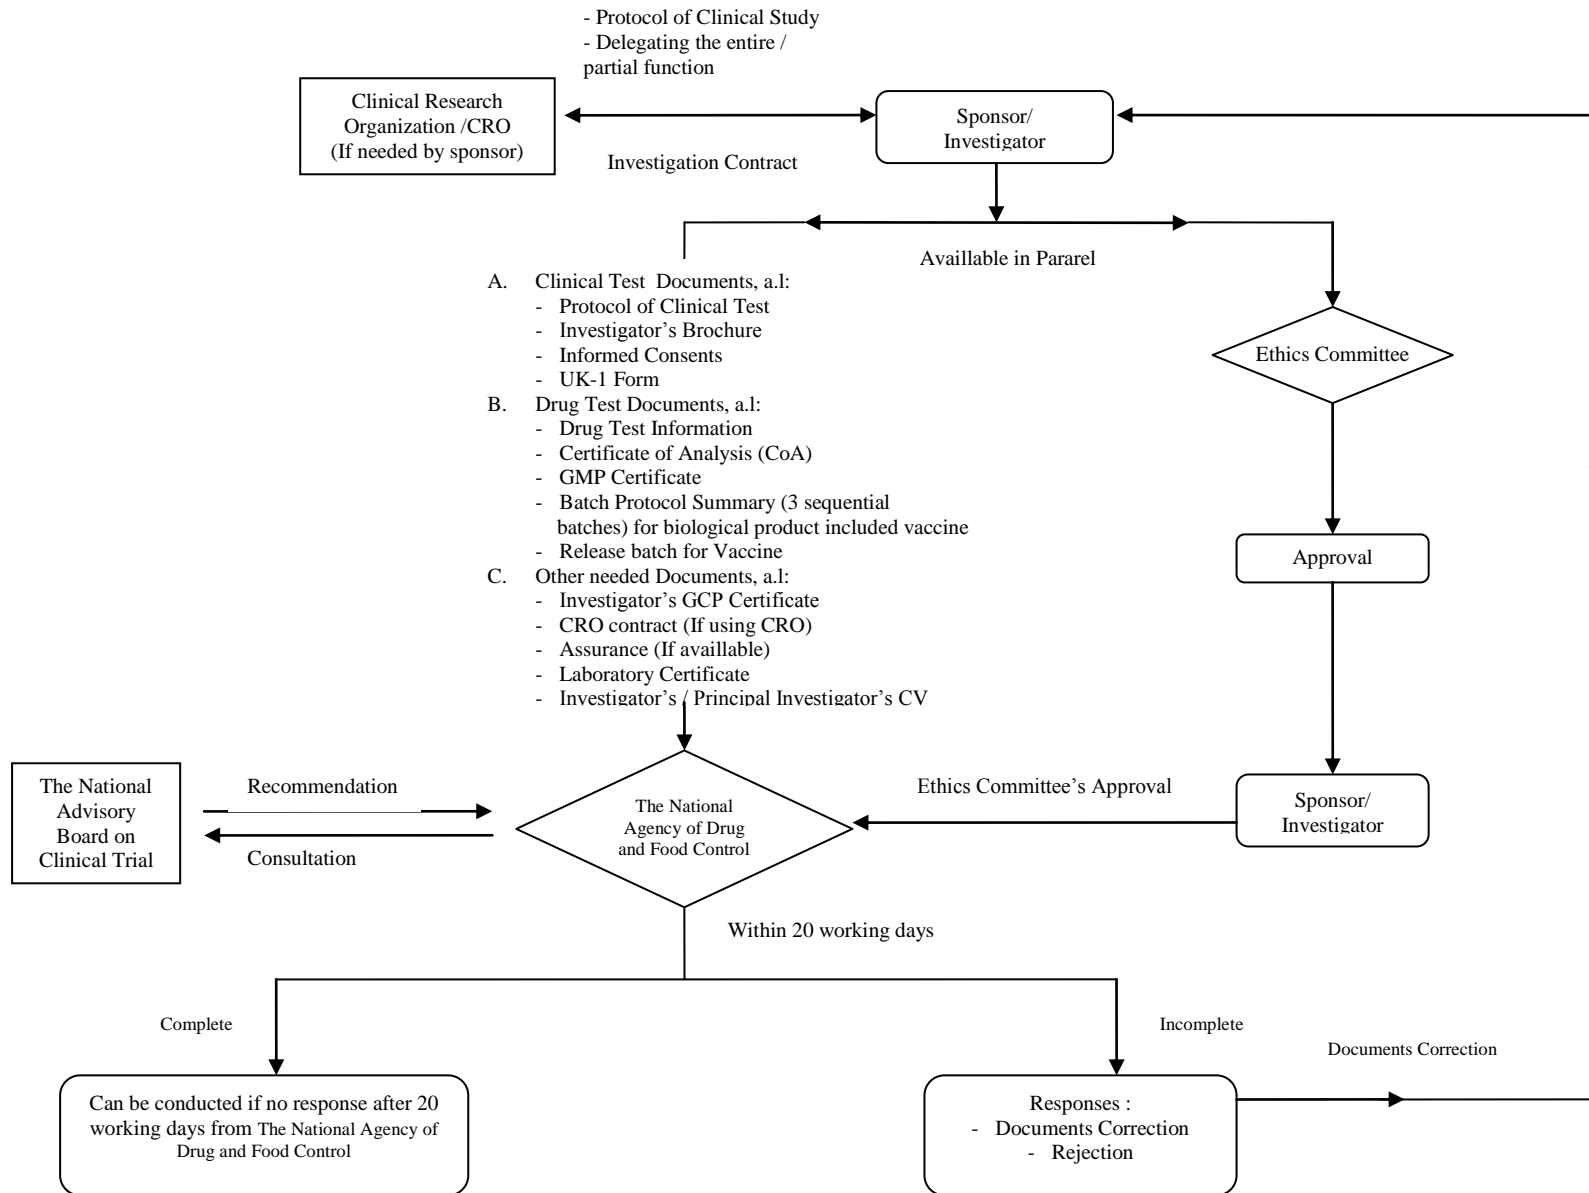 - Protocol of Clinical Study
- Delegating the entire /
partial function
Clinical Research
Organization /CRO
(If needed by sponsor)
Sponsor/
Investigator
Investigation Contract
Availlable in Pararel
A. Clinical Test Documents, a.l:
- Protocol of Clinical Test
- Investigator’s Brochure
- Informed Consents
- UK-1 Form
B. Drug Test Documents, a.l:
- Drug Test Information
- Certificate of Analysis (CoA)
- GMP Certificate
- Batch Protocol Summary (3 sequential
batches) for biological product included vaccine
- Release batch for Vaccine
C. Other needed Documents, a.l:
- Investigator’s GCP Certificate
- CRO contract (If using CRO)
- Assurance (If availlable)
- Laboratory Certificate
- Investigator’s / Principal Investigator’s CV
Ethics Committee
Approval
Sponsor/
Investigator
Ethics Committee’s Approval
The National
Agency of Drug
and Food Control
The National
Advisory
Board on
Clinical Trial
Recommendation
Consultation
Within 20 working days
Complete
Incomplete
Documents Correction
Can be conducted if no response after 20
working days from The National Agency of
Drug and Food Control
Responses :
- Documents Correction
- Rejection